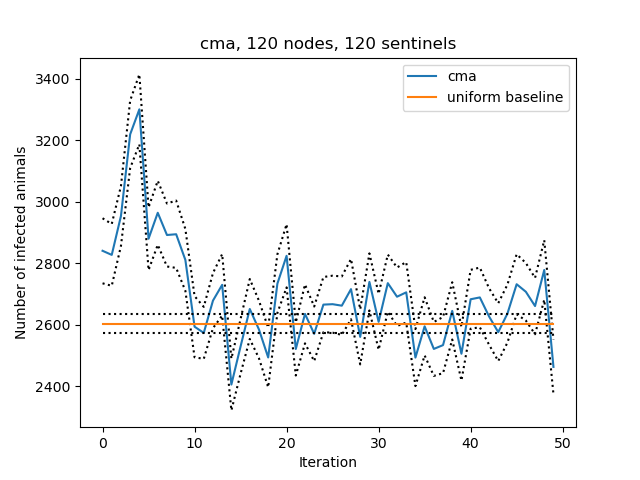 cma, 120 nodes, 120 sentinels
cma
uniform baseline
Number of infected animals
3400
3200
3000
2800
2600
2400
0 10 20 30 40 50
Iteration